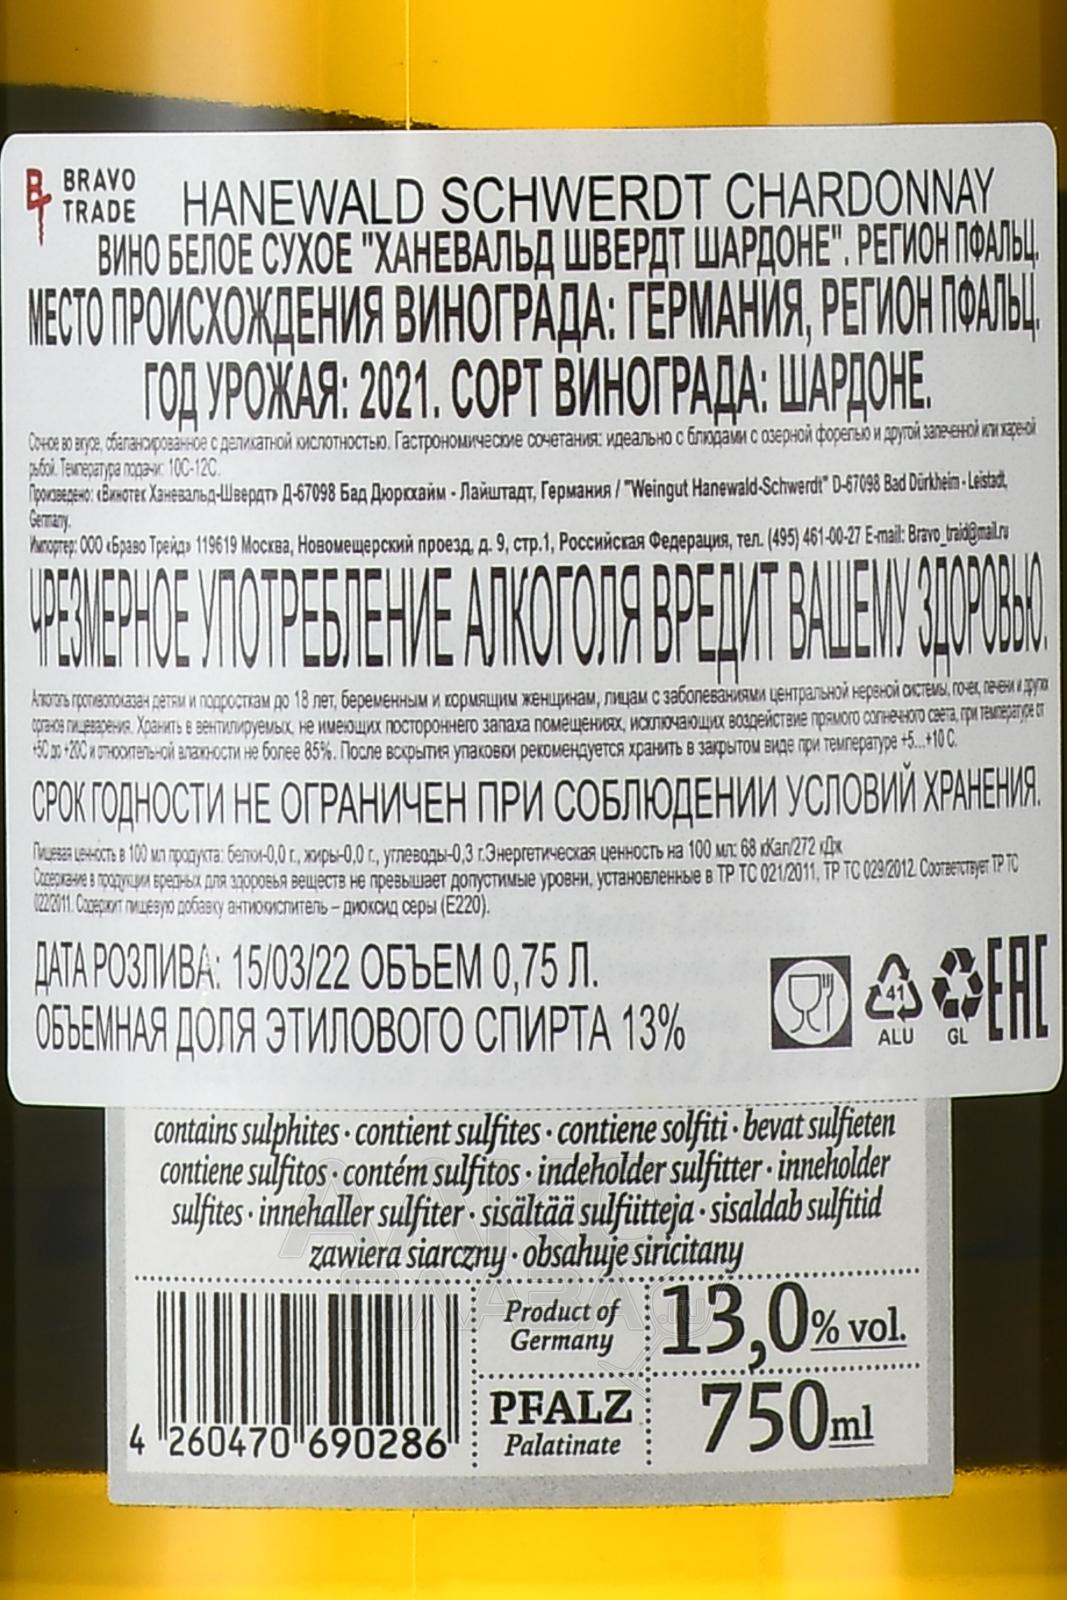 BRAVO
TRADE
HANEWALD SCHWERDT CHARDONNAY
ВИНО БЕЛОЕ СУХОЕ "ХАНЕВАЛЬД ШВЕРДТ ШАРДОНЕ". РЕГИОН ПФАЛЬЦ.
МЕСТО ПРОИСХОЖДЕНИЯ ВИНОГРАДА: ГЕРМАНИЯ, РЕГИОН ПФАЛЬЦ.
ГОД УРОЖАЯ: 2021. СОРТ ВИНОГРАДА: ШАРДОНЕ.
Сочное во вкусе, сбалансированное с деликатной кислотностью. Гастрономические сочетания: идеально с блюдами с озерной форелью и другой запеченной или жареной
рыбой. Температура подачи: 10С-12С.
Произведено: «Винотек Ханевальд-Швердт» Д-67098 Бад Дюркхайм - Лайштадт, Германия / "Weingut Hanewald-Schwerdt" D-67098 Bad Dürkheim - Leistadt,
Germany.
Импортер: ООО «Браво Трейд» 119619 Москва, Новомещерский проезд, д. 9, стр.1, Российская Федерация, тел. (495) 461-00-27 E-mail: Bravo_traid@mail.ru
ЧРЕЗМЕРНОЕ УПОТРЕБЛЕНИЕ АЛКОГОЛЯ ВРЕДИТ ВАШЕМУ ЗДОРОВЬЮ.
Алкоголь противопоказан детям и подросткам до 18 лет, беременным и кормящим женщинам, лицам с заболеваниями центральной нервной системы, почек, печени и других
органов пищеварения. Хранить в вентилируемых, не имеющих постороннего запаха помещениях, исключающих воздействие прямого солнечного света, при температуре от
+5С до +20С и относительной влажности не более 85%. После вскрытия упаковки рекомендуется хранить в закрытом виде при температуре +5...+10 С.
СРОК ГОДНОСТИ НЕ ОГРАНИЧЕН ПРИ СОБЛЮДЕНИИ УСЛОВИЙ ХРАНЕНИЯ.
Пищевая ценность в 100 мл продукта: белки-0,0 г., жиры-0,0 г., углеводы-0,3 г.Энергетическая ценность на 100 мл: 68 кКал/272 кДж
Содержание в продукции вредных для здоровья веществ не превышает допустимые уровни, установленные в ТР ТС 021/2011, ТР ТС 029/2012. Соответствует ТР ТС
022/2011. Содержит пищевую добавку антиокислитель – диоксид серы (Е220).
ДАТА РОЗЛИВА: 15/03/22 ОБЪЕМ 0,75 Л.
ОБЪЕМНАЯ ДОЛЯ ЭТИЛОВОГО СПИРТА 13%
41
ALU
GL
EAC
contains sulphites · contient sulfites · contiene solfiti · bevat sulfieten
contiene sulfitos · contém sulfitos · indeholder sulfitter · inneholder
sulfites · innehaller sulfiter · sisältää sulfiitteja · sisaldab sulfitid
zawiera siarczny · obsahuje siricitany
Product of
Germany
13,0% vol.
PFALZ
Palatinate
750ml
4 260470 690286